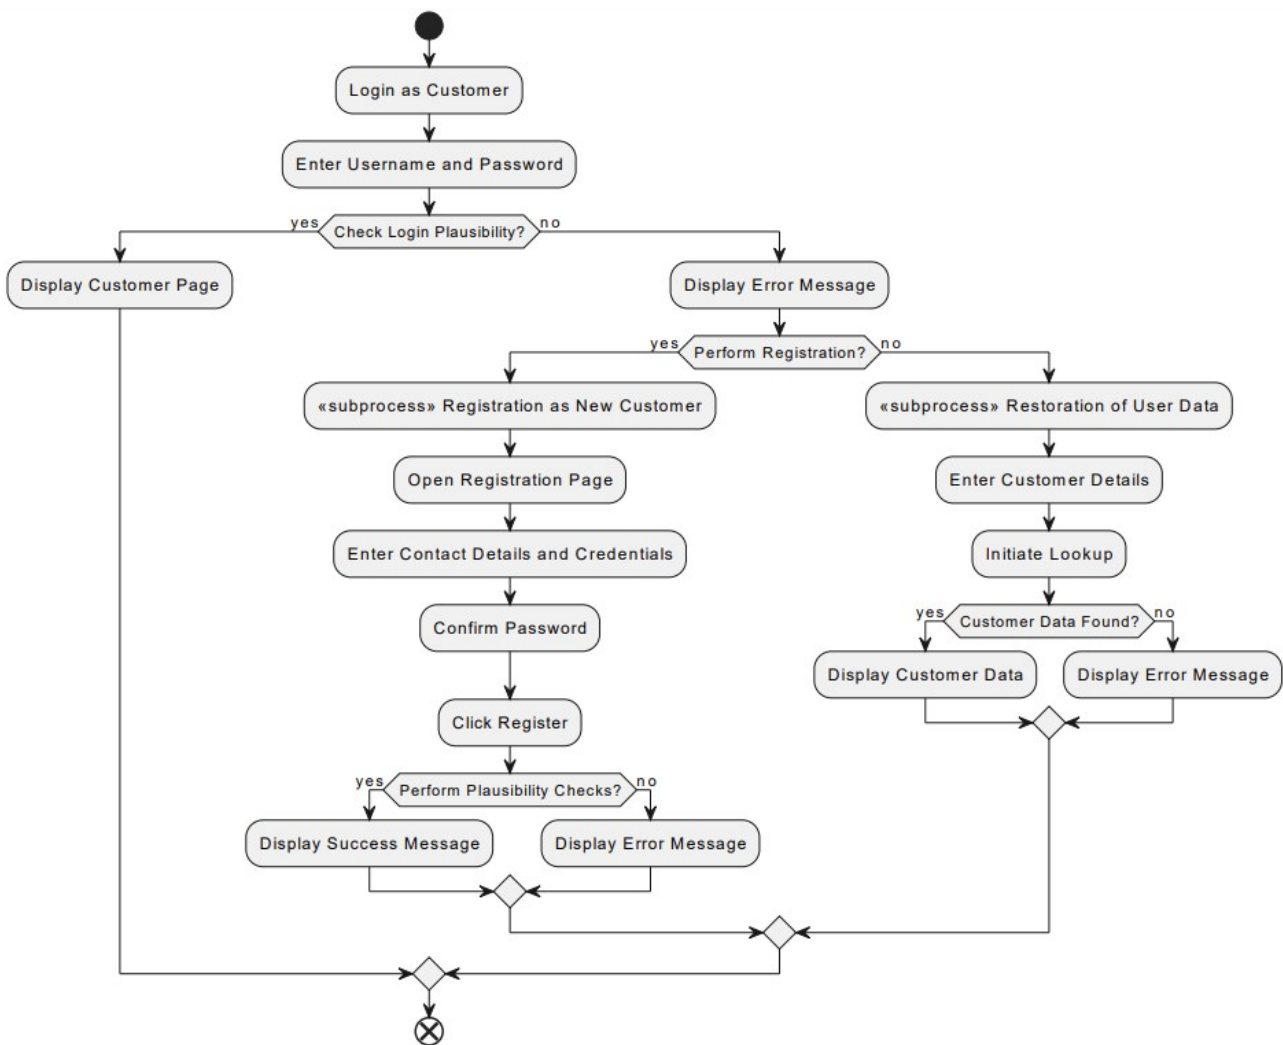 Login as Customer
Enter Username and Password
yes
Check Login Plausibility?
no
Display Customer Page
Display Error Message
yes
Perform Registration?
no
«subprocess» Registration as New Customer
«subprocess» Restoration of User Data
Open Registration Page
Enter Customer Details
Enter Contact Details and Credentials
Initiate Lookup
Confirm Password
yes
Customer Data Found?
no
Display Customer Data
Display Error Message
Click Register
yes
Perform Plausibility Checks?
no
Display Success Message
Display Error Message